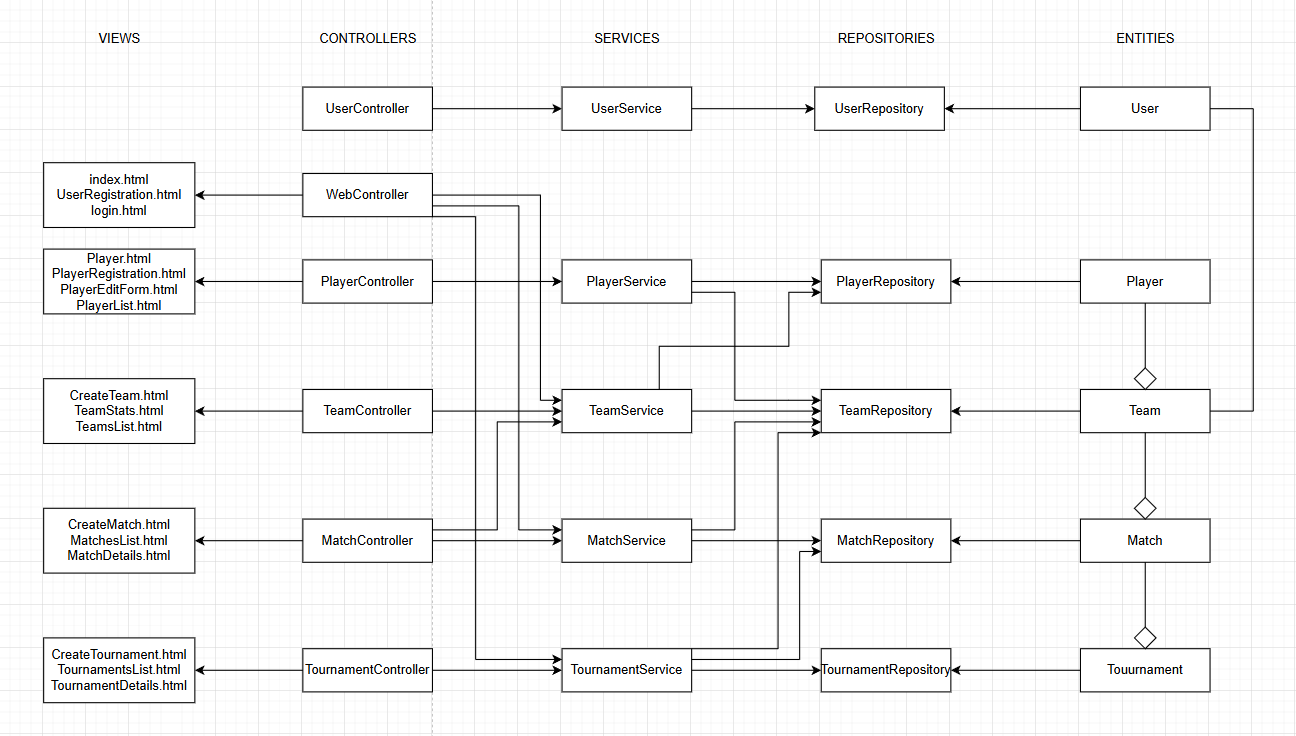 VIEWS
CONTROLLERS
SERVICES
REPOSITORIES
ENTITIES
UserController
UserService
UserRepository
User
index.html
UserRegistration.html
login.html
WebController
Player.html
PlayerRegistration.html
PlayerEditForm.html
PlayerList.html
PlayerController
PlayerService
PlayerRepository
Player
CreateTeam.html
TeamStats.html
TeamsList.html
TeamController
TeamService
TeamRepository
Team
CreateMatch.html
MatchesList.html
MatchDetails.html
MatchController
MatchService
MatchRepository
Match
CreateTournament.html
TournamentsList.html
TournamentDetails.html
TournamentController
TournamentService
TournamentRepository
Touurnament